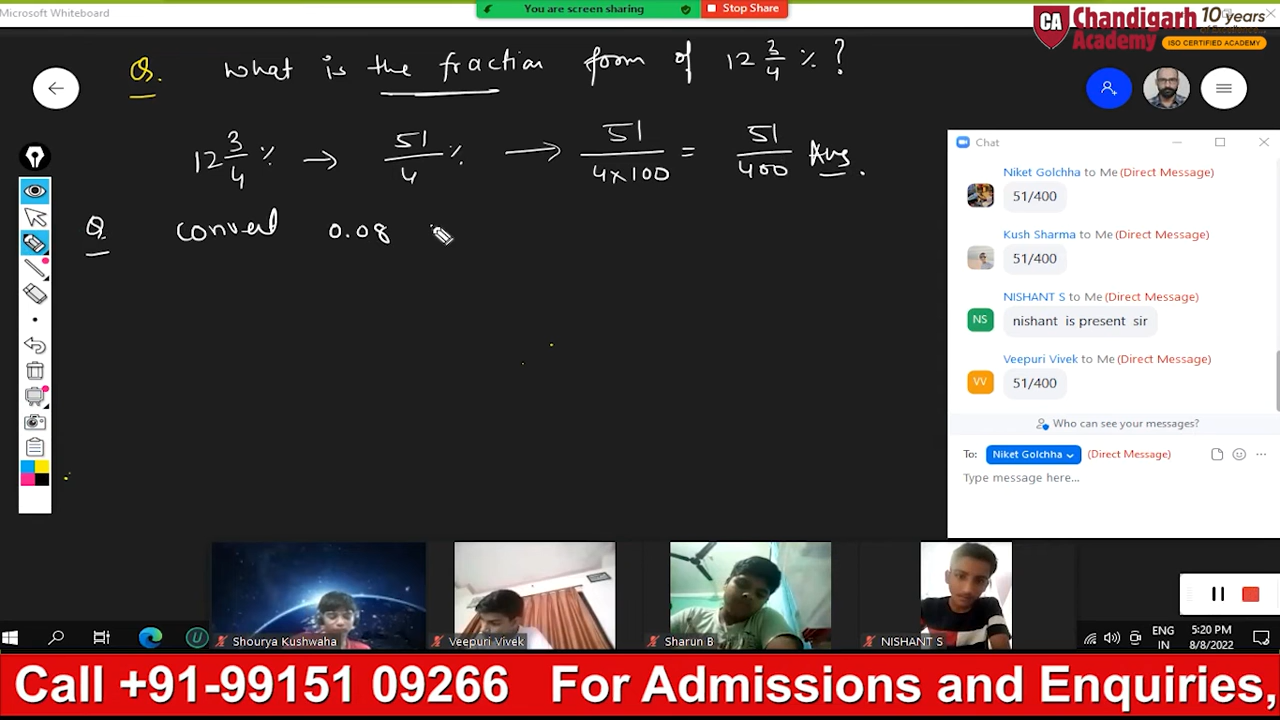 Microsoft Whiteboard
You are screen sharing
Stop Share
CA Chandigarh Academy
10 years
of Excellence
ISO CERTIFIED ACADEMY
Q. What is the fraction form of 12 3/4 % ?
12 3/4 % → 51/4 % → 51/4×100 = 51/400 Ans.
Q Convert 0.08
Chat
Niket Golchha to Me (Direct Message)
51/400
Kush Sharma to Me (Direct Message)
51/400
NISHANT S to Me (Direct Message)
NS
nishant is present sir
Veepuri Vivek to Me (Direct Message)
VV
51/400
Who can see your messages?
To: Niket Golchha (Direct Message)
Type message here...
Shourya Kushwaha
Veepuri Vivek
Sharun B
NISHANT S
ENG
IN
5:20 PM
8/8/2022
Call +91-99151 09266 For Admissions and Enquiries,